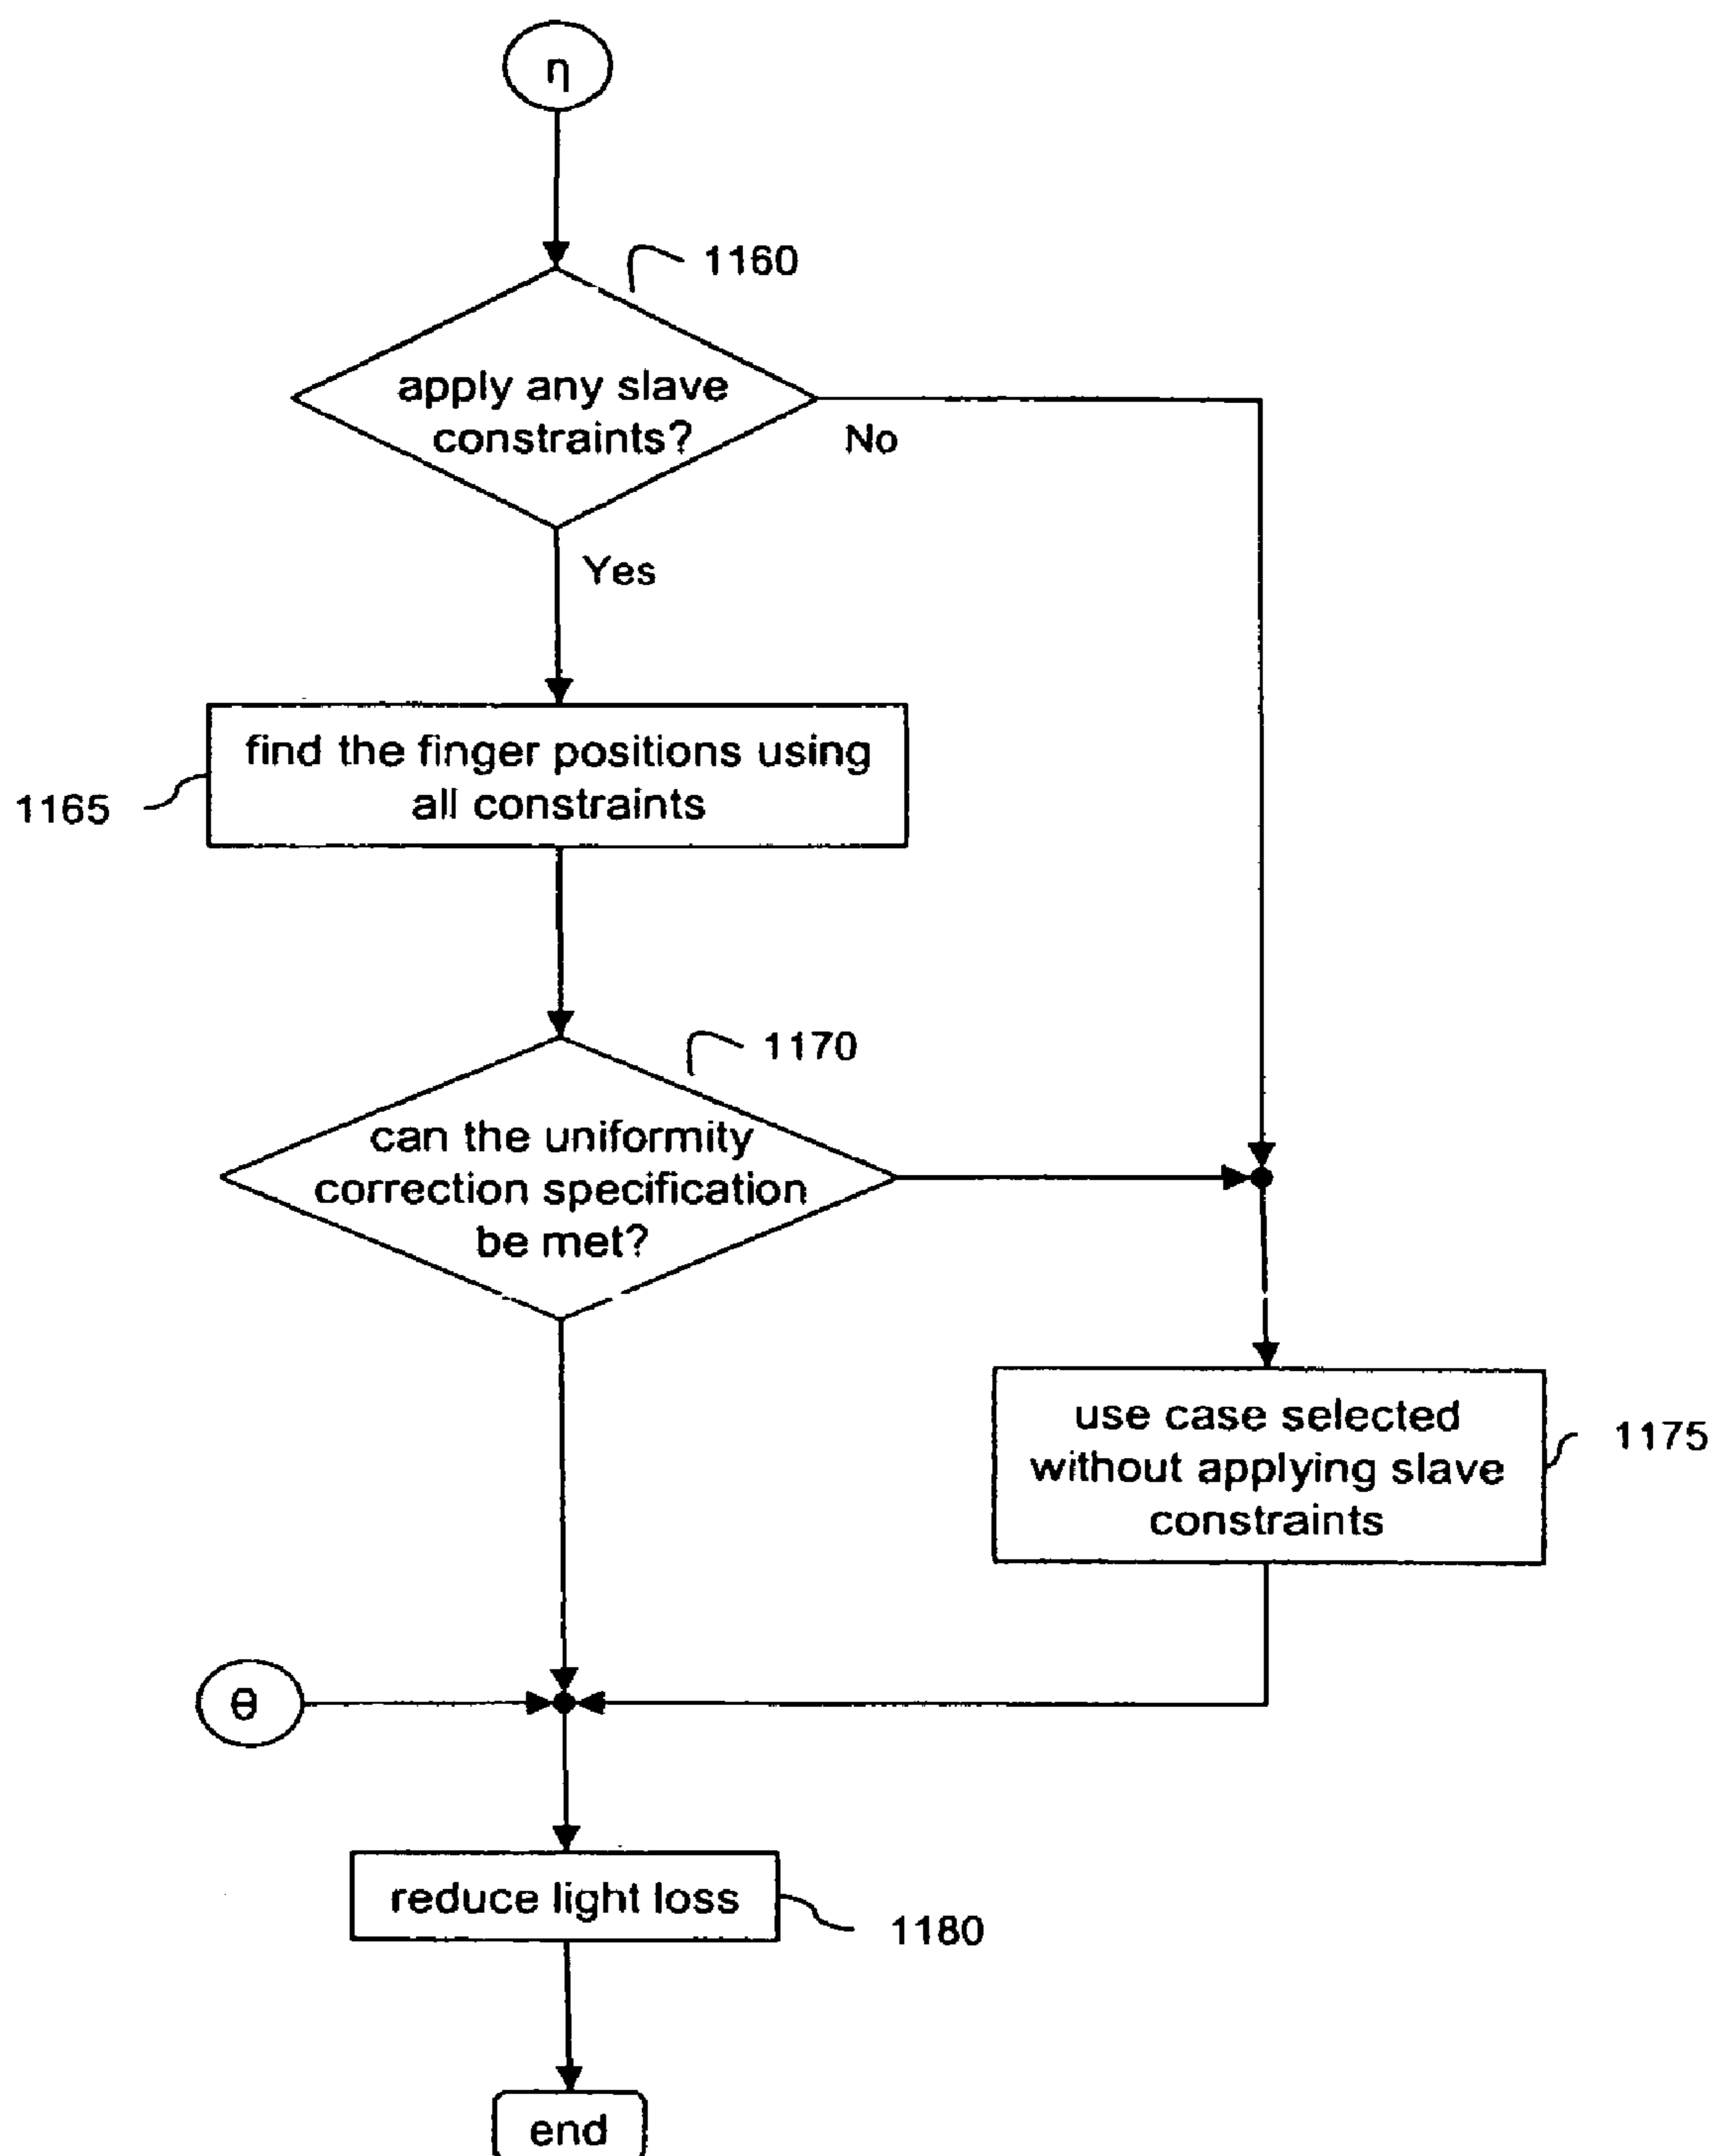 η
1160
apply any slave
constraints?
No
Yes
find the finger positions using
all constraints
1165
1170
can the uniformity
correction specification
be met?
use case selected
without applying slave
constraints
1175
θ
reduce light loss
1180
end